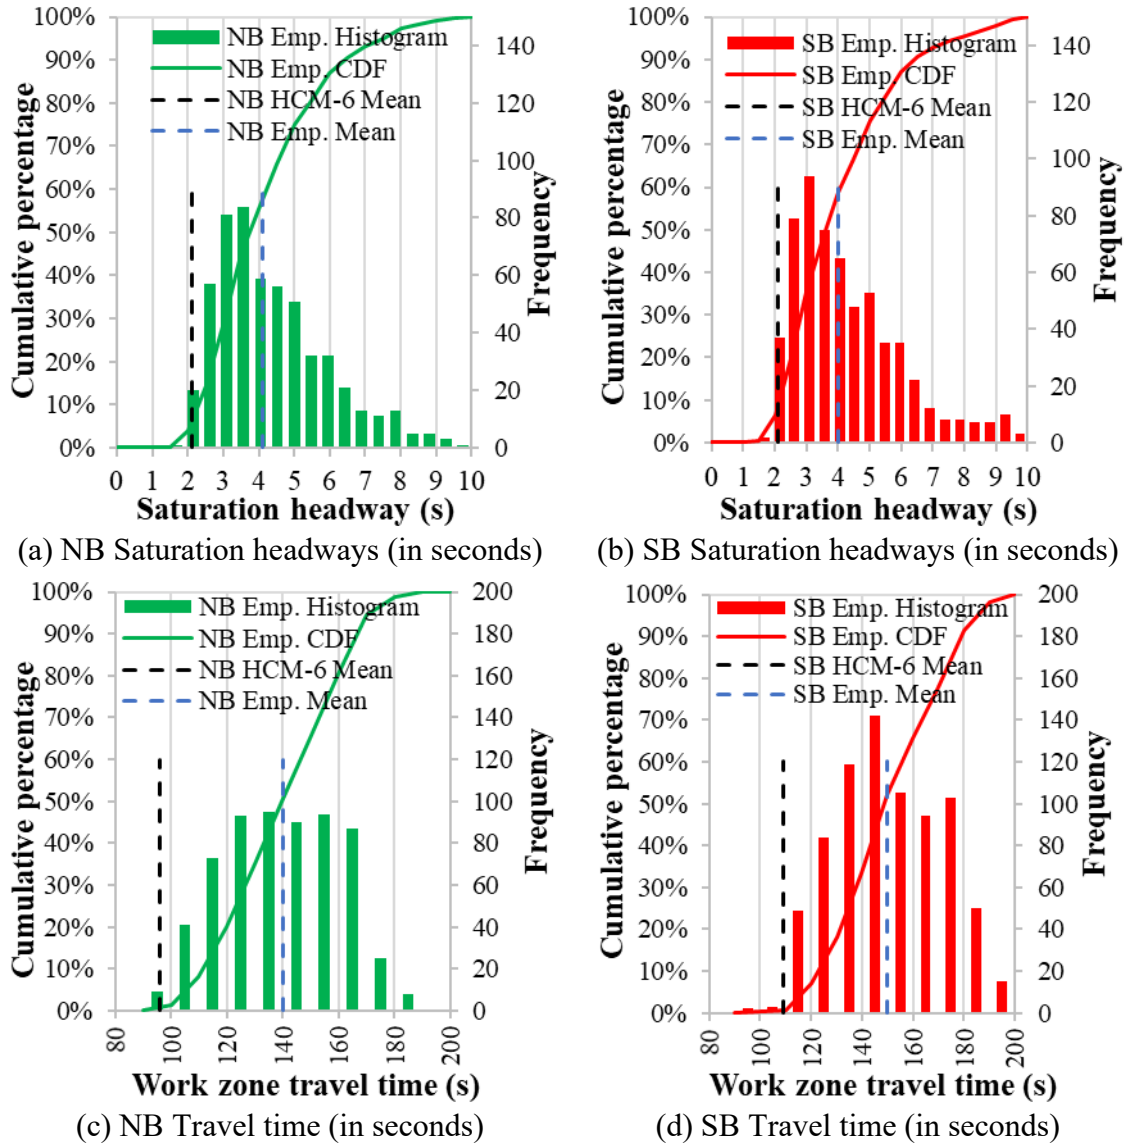 NB Emp. Histogram
NB Emp. CDF
NB HCM-6 Mean
NB Emp. Mean
Cumulative percentage
100%
90%
80%
70%
60%
50%
40%
30%
20%
10%
0%
Frequency
140
120
100
80
60
40
20
0
0 1 2 3 4 5 6 7 8 9 10
Saturation headway (s)
(a) NB Saturation headways (in seconds)
SB Emp. Histogram
SB Emp. CDF
SB HCM-6 Mean
SB Emp. Mean
Cumulative percentage
100%
90%
80%
70%
60%
50%
40%
30%
20%
10%
0%
Frequency
140
120
100
80
60
40
20
0
0 1 2 3 4 5 6 7 8 9 10
Saturation headway (s)
(b) SB Saturation headways (in seconds)
NB Emp. Histogram
NB Emp. CDF
NB HCM-6 Mean
NB Emp. Mean
Cumulative percentage
100%
90%
80%
70%
60%
50%
40%
30%
20%
10%
0%
Frequency
200
180
160
140
120
100
80
60
40
20
0
80 100 120 140 160 180 200
Work zone travel time (s)
(c) NB Travel time (in seconds)
SB Emp. Histogram
SB Emp. CDF
SB HCM-6 Mean
SB Emp. Mean
Cumulative percentage
100%
90%
80%
70%
60%
50%
40%
30%
20%
10%
0%
Frequency
200
180
160
140
120
100
80
60
40
20
0
80 100 120 140 160 180 200
Work zone travel time (s)
(d) SB Travel time (in seconds)